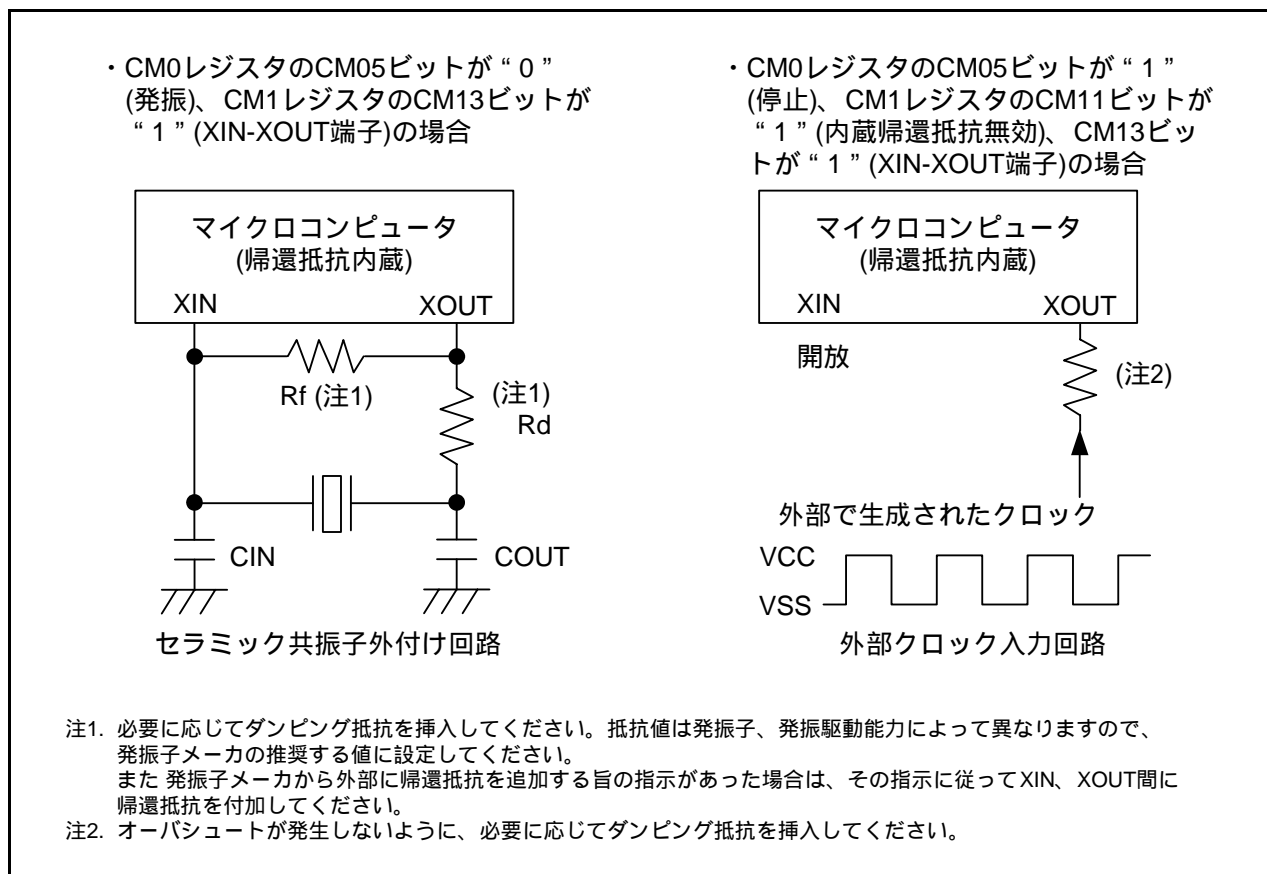 ・CM0レジスタのCM05ビットが“0”
(発振)、CM1レジスタのCM13ビットが
“1”(XIN-XOUT端子)の場合
マイクロコンピュータ
(帰還抵抗内蔵)
XIN
XOUT
Rf (注1)
(注1)
Rd
CIN
COUT
セラミック共振子外付け回路
・CM0レジスタのCM05ビットが“1”
(停止)、CM1レジスタのCM11ビットが
“1”(内蔵帰還抵抗無効)、CM13ビッ
トが“1”(XIN-XOUT端子)の場合
マイクロコンピュータ
(帰還抵抗内蔵)
XIN
XOUT
開放
(注2)
外部で生成されたクロック
VCC
VSS
外部クロック入力回路
注1. 必要に応じてダンピング抵抗を挿入してください。抵抗値は発振子、発振駆動能力によって異なりますので、
発振子メーカの推奨する値に設定してください。
また 発振子メーカから外部に帰還抵抗を追加する旨の指示があった場合は、その指示に従ってXIN、XOUT間に
帰還抵抗を付加してください。
注2. オーバシュートが発生しないように、必要に応じてダンピング抵抗を挿入してください。